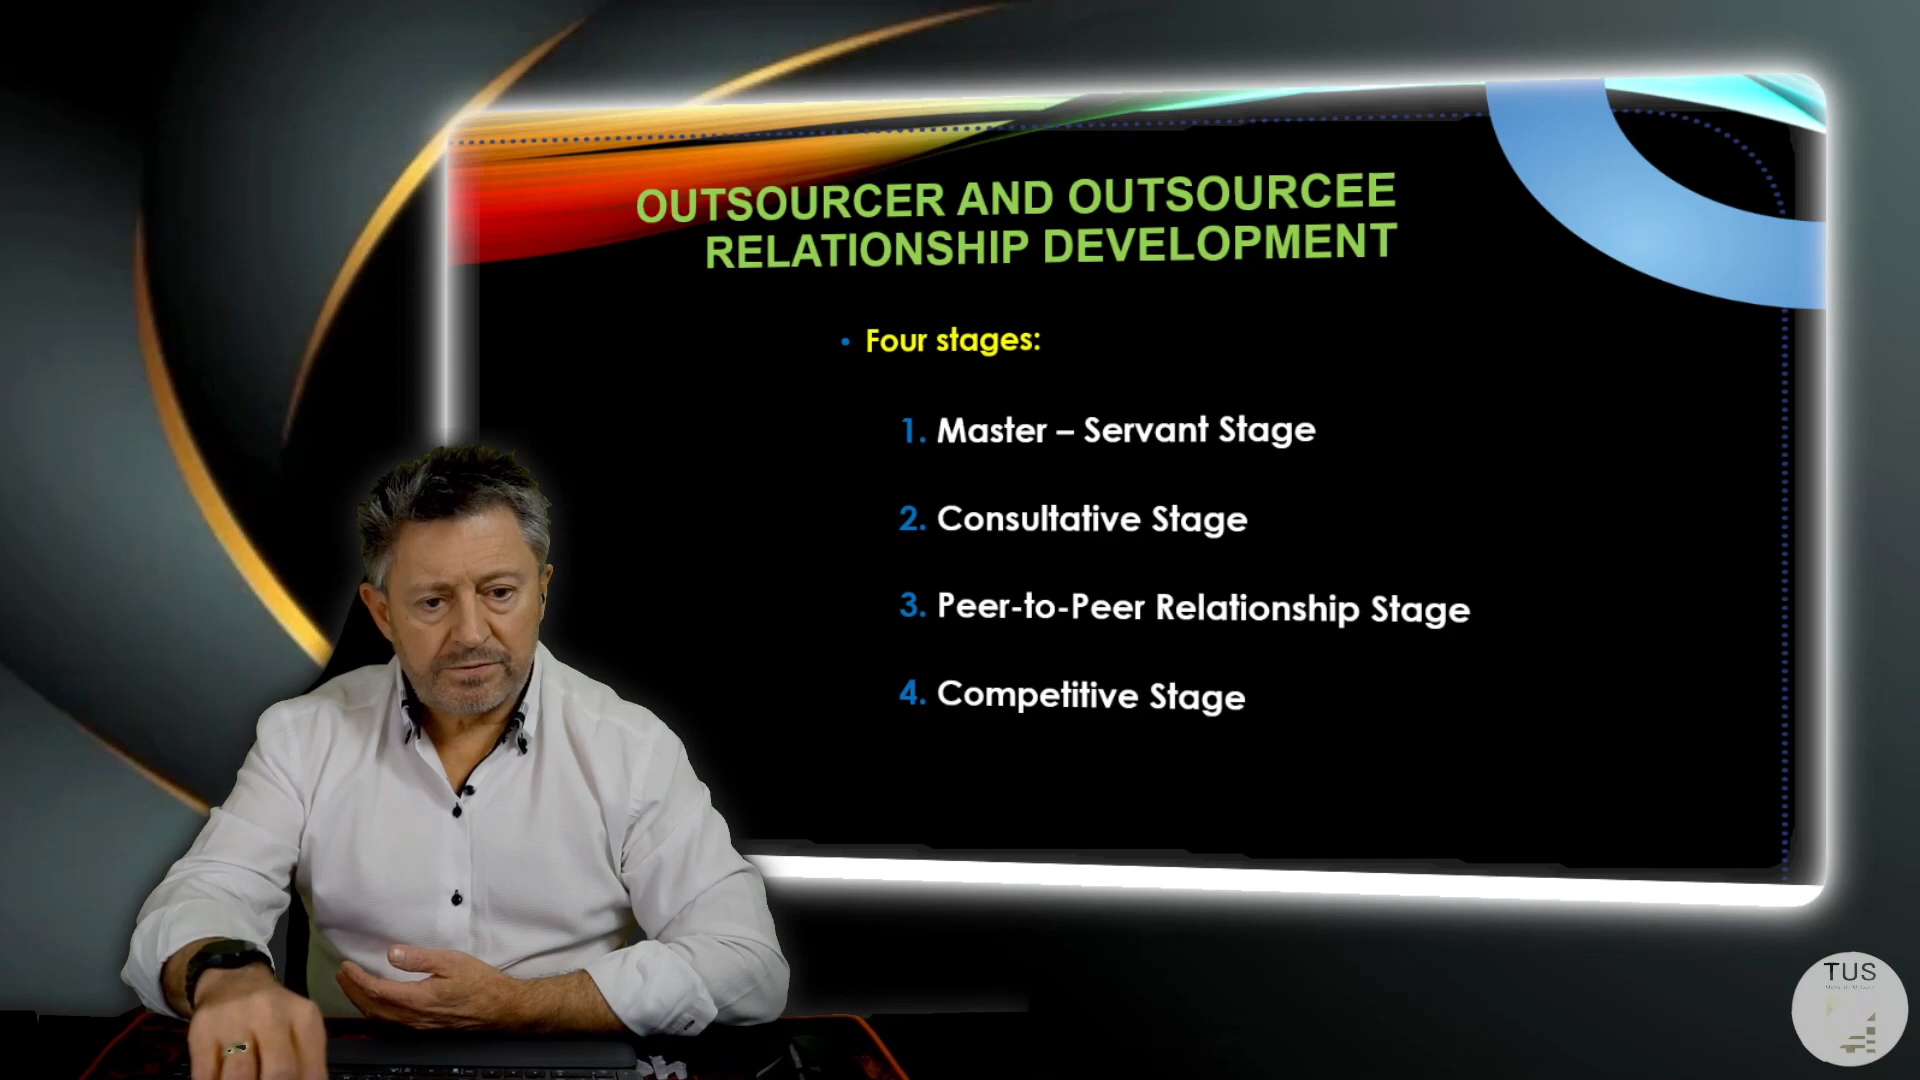 OUTSOURCER AND OUTSOURCEE
RELATIONSHIP DEVELOPMENT
• Four stages:
1. Master – Servant Stage
2. Consultative Stage
3. Peer-to-Peer Relationship Stage
4. Competitive Stage
TUS